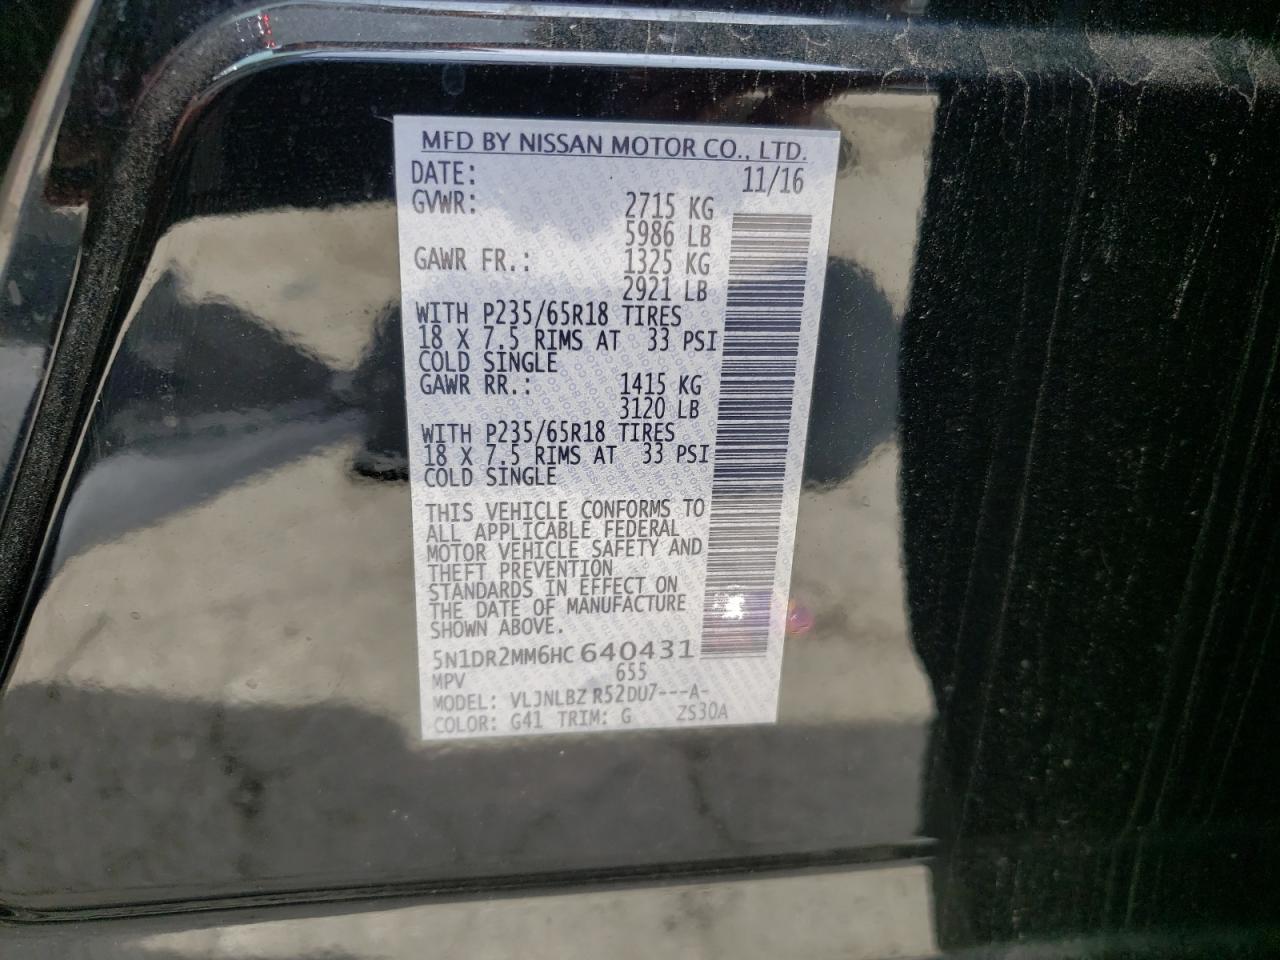 MFD BY NISSAN MOTOR CO., LTD.
DATE: 11/16
GVWR: 2715 KG
5986 LB
GAWR FR.: 1325 KG
2921 LB
WITH P235/65R18 TIRES
18 X 7.5 RIMS AT 33 PSI
COLD SINGLE
GAWR RR.: 1415 KG
3120 LB
WITH P235/65R18 TIRES
18 X 7.5 RIMS AT 33 PSI
COLD SINGLE
THIS VEHICLE CONFORMS TO
ALL APPLICABLE FEDERAL
MOTOR VEHICLE SAFETY AND
THEFT PREVENTION
STANDARDS IN EFFECT ON
THE DATE OF MANUFACTURE
SHOWN ABOVE.
5N1DR2MM6HC640431
MPV 655
MODEL: VLJNLBZ R52DU7---A-
COLOR: G41 TRIM: G ZS30A